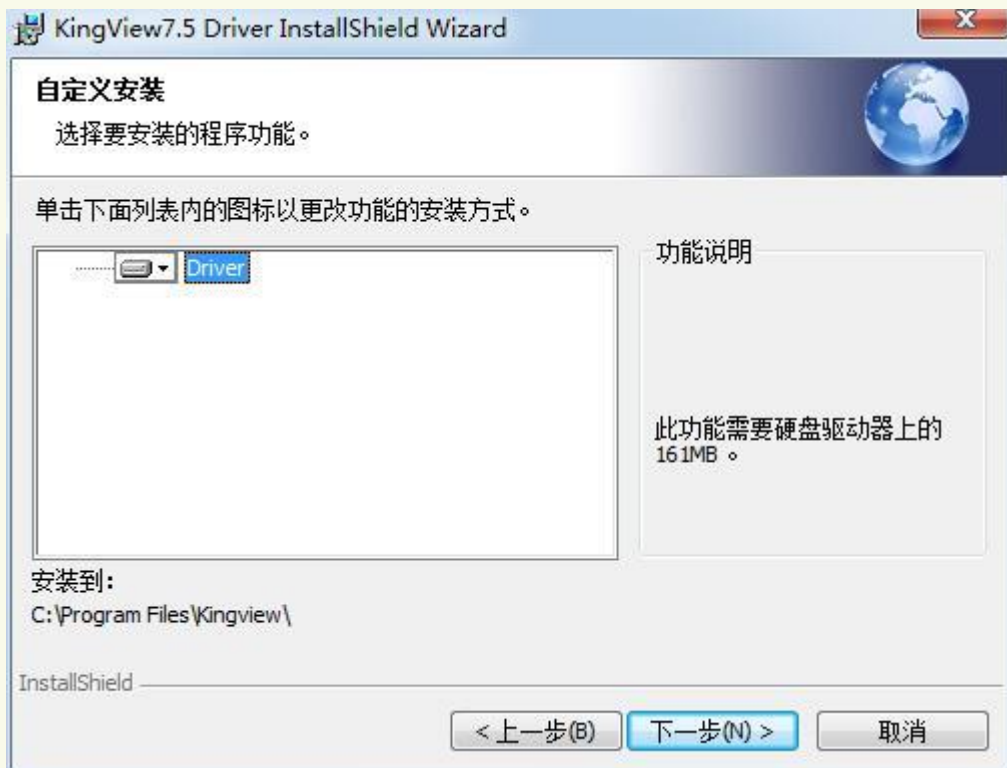 KingView7.5 Driver InstallShield Wizard
自定义安装
选择要安装的程序功能。
单击下面列表内的图标以更改功能的安装方式。
Driver
功能说明
此功能需要硬盘驱动器上的
161MB 。
安装到:
C:\Program Files\Kingview\
InstallShield
< 上一步(B)
下一步(N) >
取消